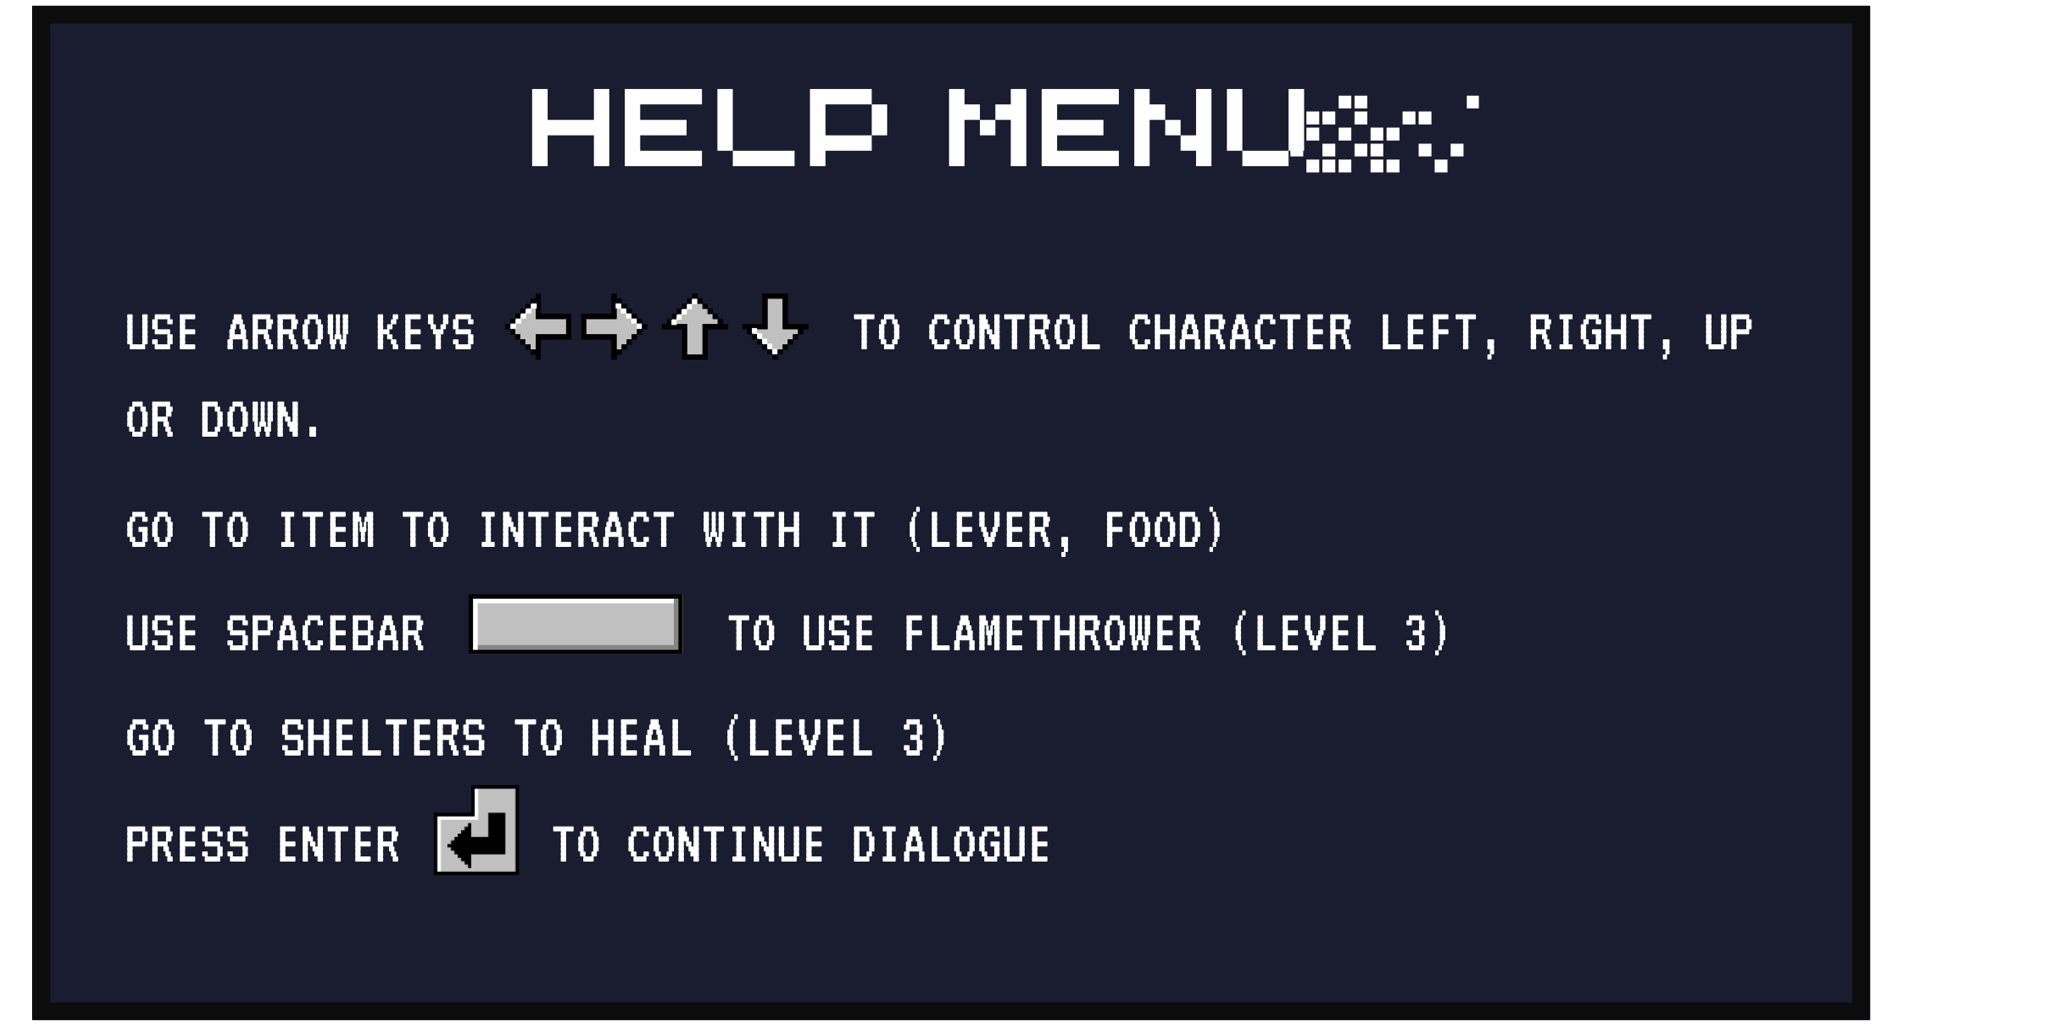 HELP MENU
USE ARROW KEYS TO CONTROL CHARACTER LEFT, RIGHT, UP
OR DOWN.
GO TO ITEM TO INTERACT WITH IT (LEVER, FOOD)
USE SPACEBAR TO USE FLAMETHROWER (LEVEL 3)
GO TO SHELTERS TO HEAL (LEVEL 3)
PRESS ENTER TO CONTINUE DIALOGUE